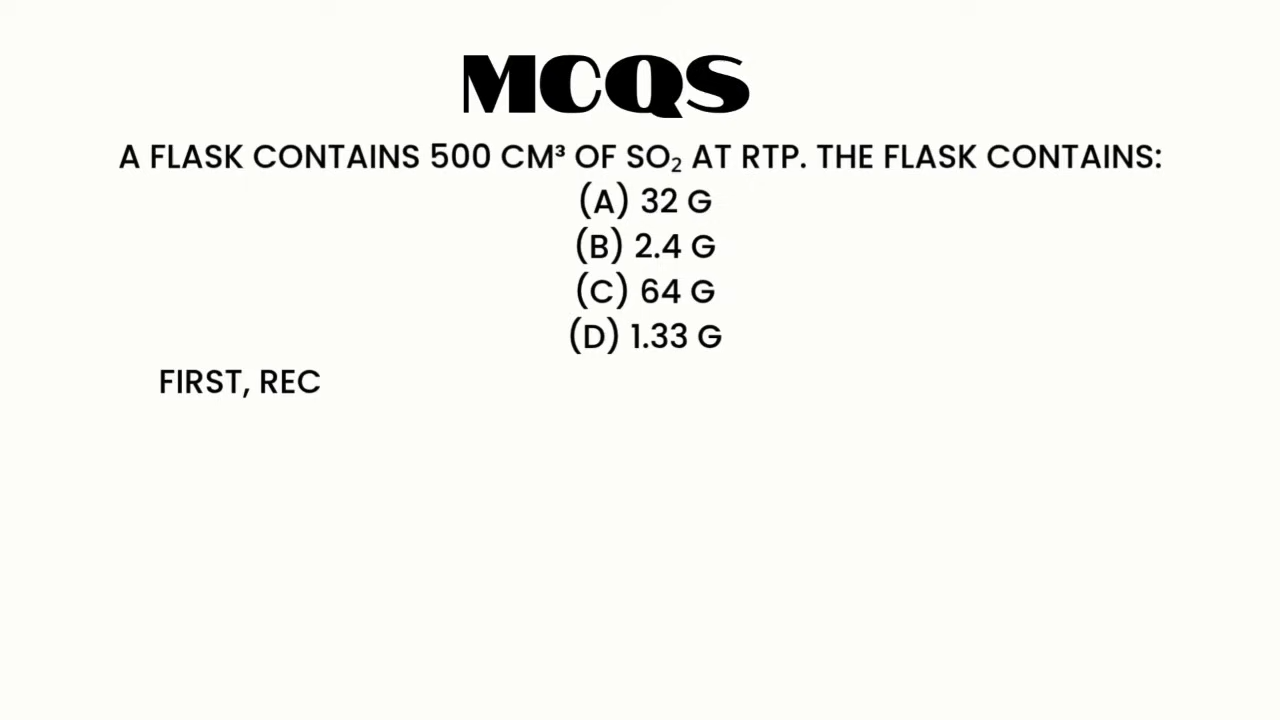 MCQS
A FLASK CONTAINS 500 CM³ OF SO₂ AT RTP. THE FLASK CONTAINS:
(A) 32 G
(B) 2.4 G
(C) 64 G
(D) 1.33 G
FIRST, REC